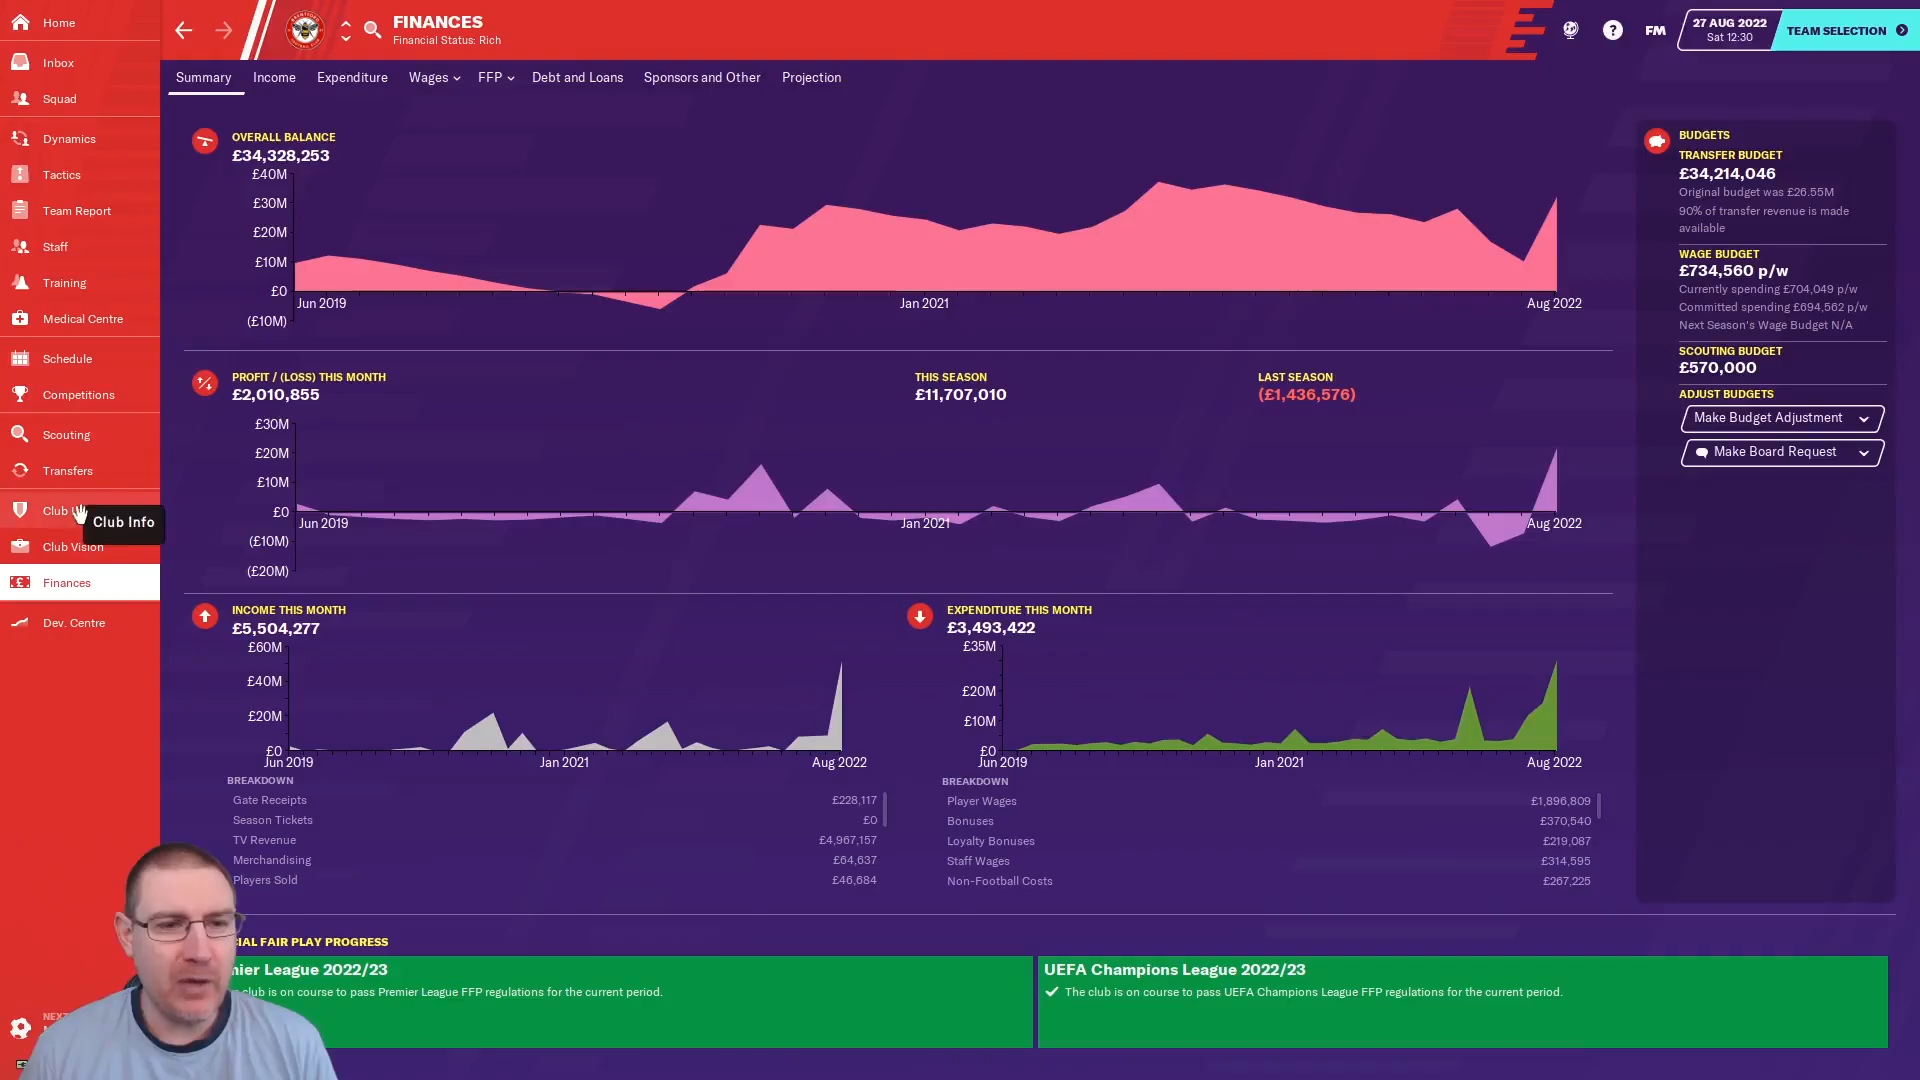 Home
Inbox
Squad
Dynamics
Tactics
Team Report
Staff
Training
Medical Centre
Schedule
Competitions
Scouting
Transfers
Club
Club Info
Club Vision
Finances
Dev. Centre
FINANCES
Financial Status: Rich
?
FM
27 AUG 2022
Sat 12:30
TEAM SELECTION
Summary Income Expenditure Wages FFP Debt and Loans Sponsors and Other Projection
OVERALL BALANCE
£34,328,253
£40M
£30M
£20M
£10M
£0
(£10M)
Jun 2019 Jan 2021 Aug 2022
PROFIT / (LOSS) THIS MONTH
£2,010,855
THIS SEASON
£11,707,010
LAST SEASON
(£1,436,576)
£30M
£20M
£10M
£0
(£10M)
(£20M)
Jun 2019 Jan 2021 Aug 2022
INCOME THIS MONTH
£5,504,277
£60M
£40M
£20M
£0
Jun 2019 Jan 2021 Aug 2022
BREAKDOWN
Gate Receipts £228,117
Season Tickets £0
TV Revenue £4,967,157
Merchandising £64,637
Players Sold £46,684
EXPENDITURE THIS MONTH
£3,493,422
£35M
£20M
£10M
£0
Jun 2019 Jan 2021 Aug 2022
BREAKDOWN
Player Wages £1,896,809
Bonuses £370,540
Loyalty Bonuses £219,087
Staff Wages £314,595
Non-Football Costs £267,225
BUDGETS
TRANSFER BUDGET
£34,214,046
Original budget was £26.55M
90% of transfer revenue is made
available
WAGE BUDGET
£734,560 p/w
Currently spending £704,049 p/w
Committed spending £694,562 p/w
Next Season's Wage Budget N/A
SCOUTING BUDGET
£570,000
ADJUST BUDGETS
Make Budget Adjustment
Make Board Request
CIAL FAIR PLAY PROGRESS
mier League 2022/23
club is on course to pass Premier League FFP regulations for the current period.
UEFA Champions League 2022/23
The club is on course to pass UEFA Champions League FFP regulations for the current period.
NEXT